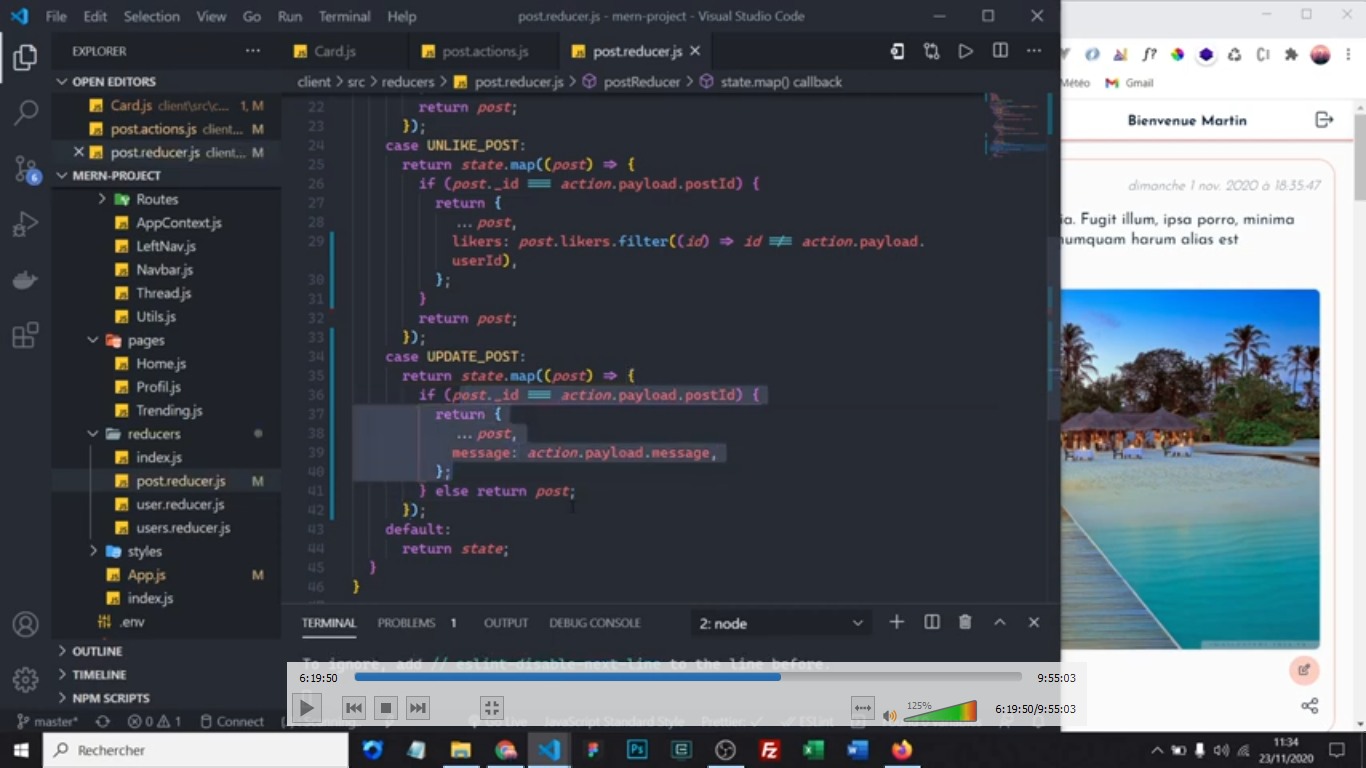 File Edit Selection View Go Run Terminal Help
post.reducer.js - mern-project - Visual Studio Code
EXPLORER
OPEN EDITORS
Card.js client\src\c... 1, M
post.actions.js client... M
post.reducer.js client... M
MERN-PROJECT
Routes
AppContext.js
LeftNav.js
Navbar.js
Thread.js
Utils.js
pages
Home.js
Profil.js
Trending.js
reducers
index.js
post.reducer.js M
user.reducer.js
users.reducer.js
styles
App.js M
index.js
.env
OUTLINE
TIMELINE
NPM SCRIPTS
Card.js
post.actions.js
post.reducer.js
client > src > reducers > post.reducer.js > postReducer > state.map() callback
22 return post;
23 });
24 case UNLIKE_POST:
25 return state.map((post) => {
26 if (post._id === action.payload.postId) {
27 return {
28 ...post,
29 likers: post.likers.filter((id) => id !== action.payload.
userId),
30 };
31 }
32 return post;
33 });
34 case UPDATE_POST:
35 return state.map((post) => {
36 if (post._id === action.payload.postId) {
37 return {
38 ...post,
39 message: action.payload.message,
40 };
41 } else return post;
42 });
43 default:
44 return state;
45 }
46 }
TERMINAL PROBLEMS 1 OUTPUT DEBUG CONSOLE
2: node
To ignore, add // eslint-disable-next-line to the line before.
6:19:50
9:55:03
125%
6:19:50/9:55:03
master*
0 1
Connect
Go Live
JavaScript Standard Style
Prettier
ESLint
6
f?
Météo
Gmail
Bienvenue Martin
dimanche 1 nov. 2020 à 18:35:47
ia. Fugit illum, ipsa porro, minima
numquam harum alias est
Rechercher
11:34
23/11/2020